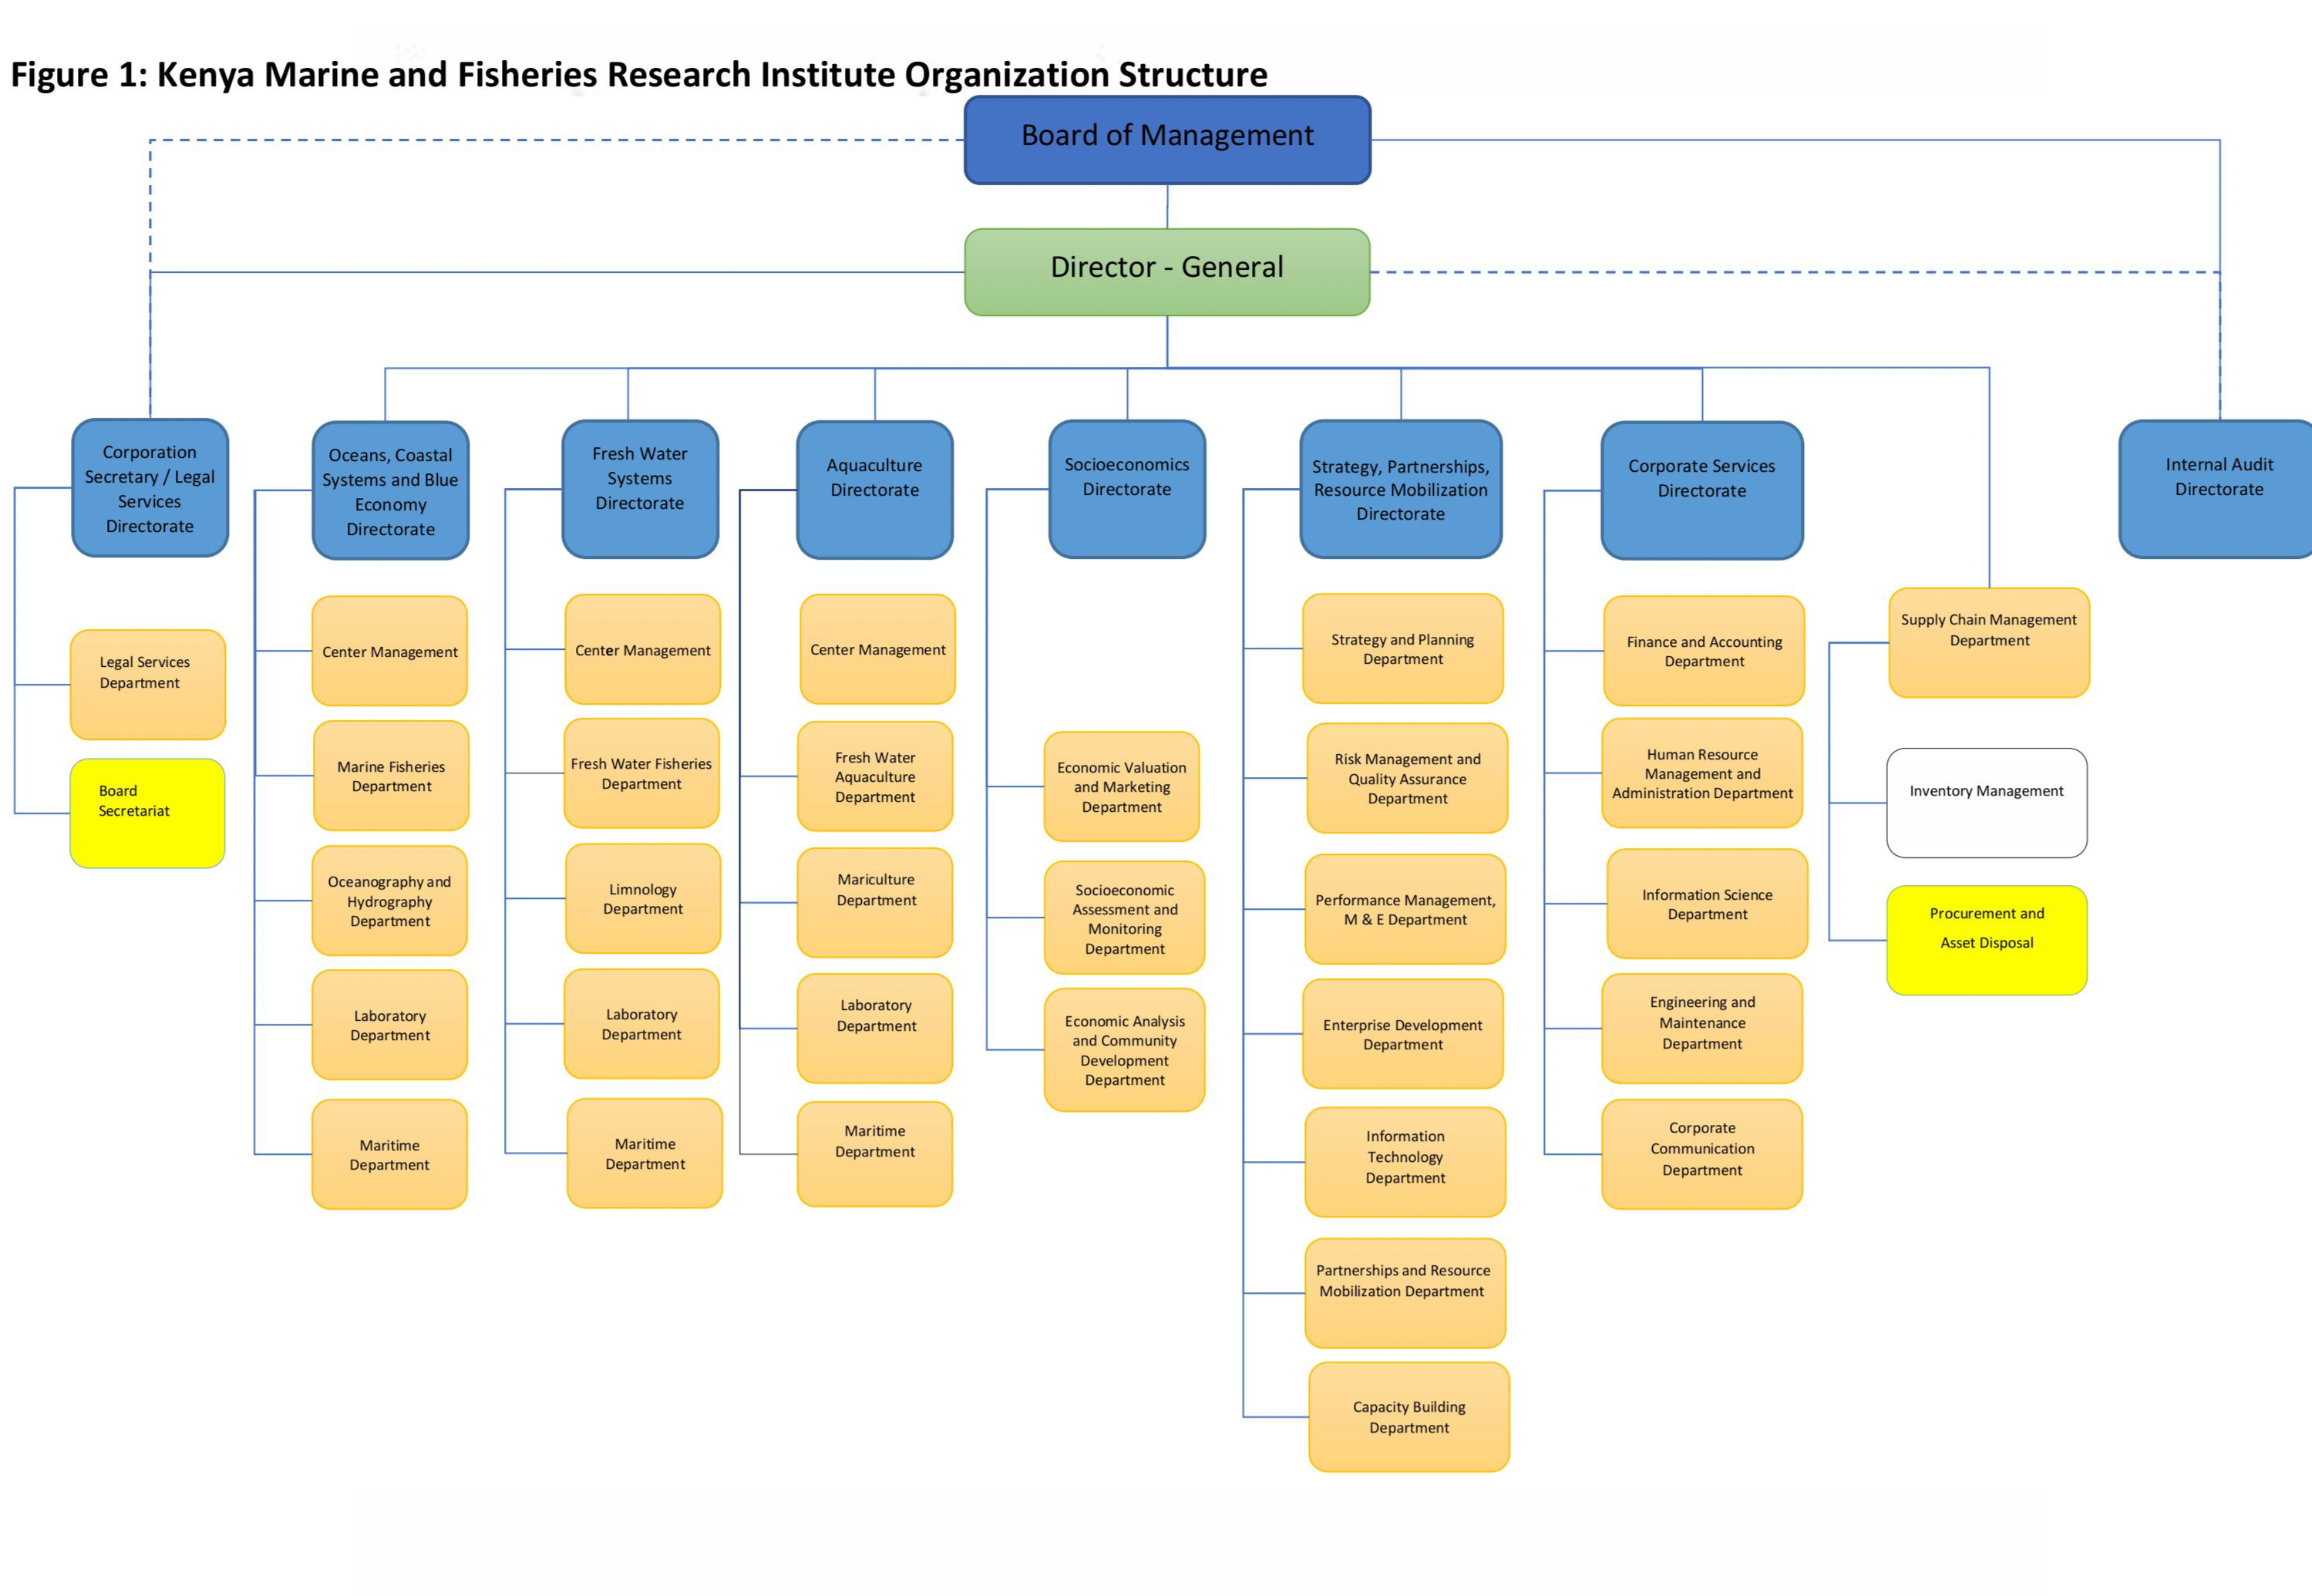 Figure 1: Kenya Marine and Fisheries Research Institute Organization Structure
Board of Management
Director - General
Corporation
Secretary / Legal
Services
Directorate
Oceans, Coastal
Systems and Blue
Economy
Directorate
Fresh Water
Systems
Directorate
Aquaculture
Directorate
Socioeconomics
Directorate
Strategy, Partnerships,
Resource Mobilization
Directorate
Corporate Services
Directorate
Internal Audit
Directorate
Legal Services
Department
Board
Secretariat
Center Management
Marine Fisheries
Department
Oceanography and
Hydrography
Department
Laboratory
Department
Maritime
Department
Center Management
Fresh Water Fisheries
Department
Limnology
Department
Laboratory
Department
Maritime
Department
Center Management
Fresh Water
Aquaculture
Department
Mariculture
Department
Laboratory
Department
Maritime
Department
Economic Valuation
and Marketing
Department
Socioeconomic
Assessment and
Monitoring
Department
Economic Analysis
and Community
Development
Department
Strategy and Planning
Department
Risk Management and
Quality Assurance
Department
Performance Management,
M & E Department
Enterprise Development
Department
Information
Technology
Department
Partnerships and Resource
Mobilization Department
Capacity Building
Department
Finance and Accounting
Department
Human Resource
Management and
Administration Department
Information Science
Department
Engineering and
Maintenance
Department
Corporate
Communication
Department
Supply Chain Management
Department
Inventory Management
Procurement and
Asset Disposal